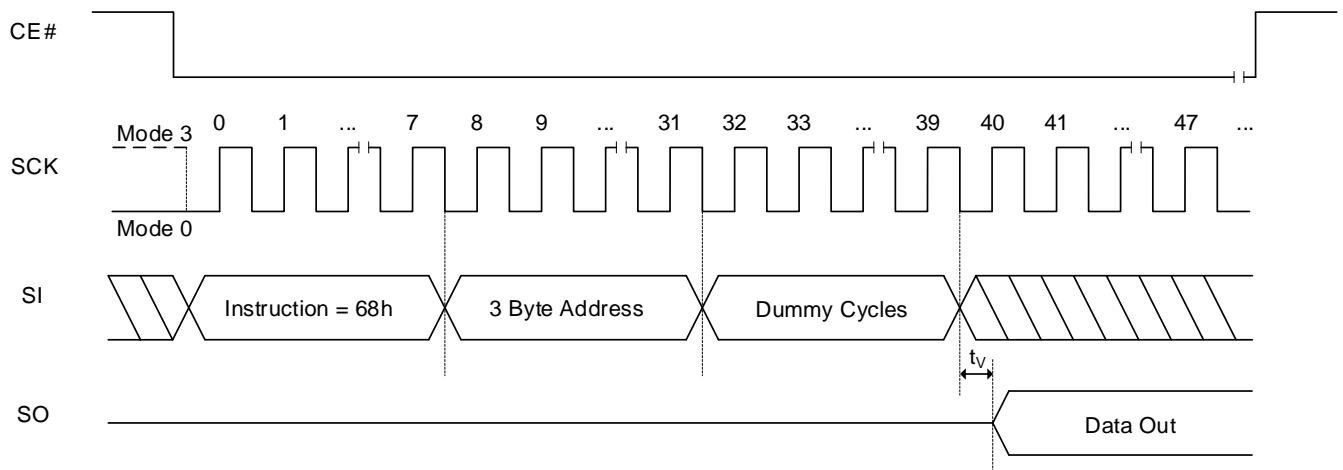 CE#
0 1 ... 7 8 9 ... 31 32 33 ... 39 40 41 ... 47 ...
Mode 3
SCK
Mode 0
SI
Instruction = 68h
3 Byte Address
Dummy Cycles
tV
SO
Data Out